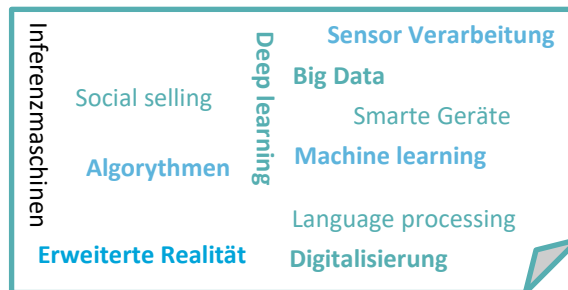 Inferenzmaschinen
Deep learning
Sensor Verarbeitung
Big Data
Social selling
Smarte Geräte
Machine learning
Algorythmen
Language processing
Erweiterte Realität
Digitalisierung